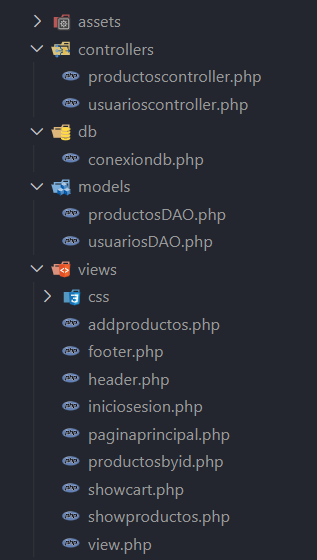 assets
controllers
productoscontroller.php
usuarioscontroller.php
db
conexiondb.php
models
productosDAO.php
usuariosDAO.php
views
css
addproductos.php
footer.php
header.php
iniciosesion.php
paginaprincipal.php
productosbyid.php
showcart.php
showproductos.php
view.php